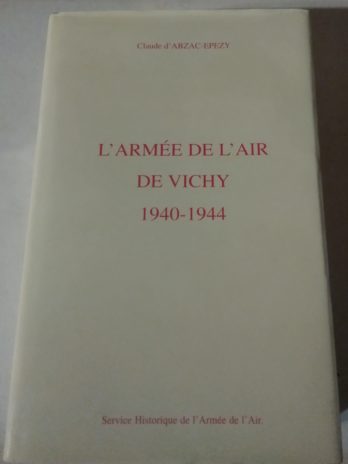 Claude d'ABZAC-EPEZY
L'ARMÉE DE L'AIR
DE VICHY
1940-1944
Service Historique de l'Armée de l'Air